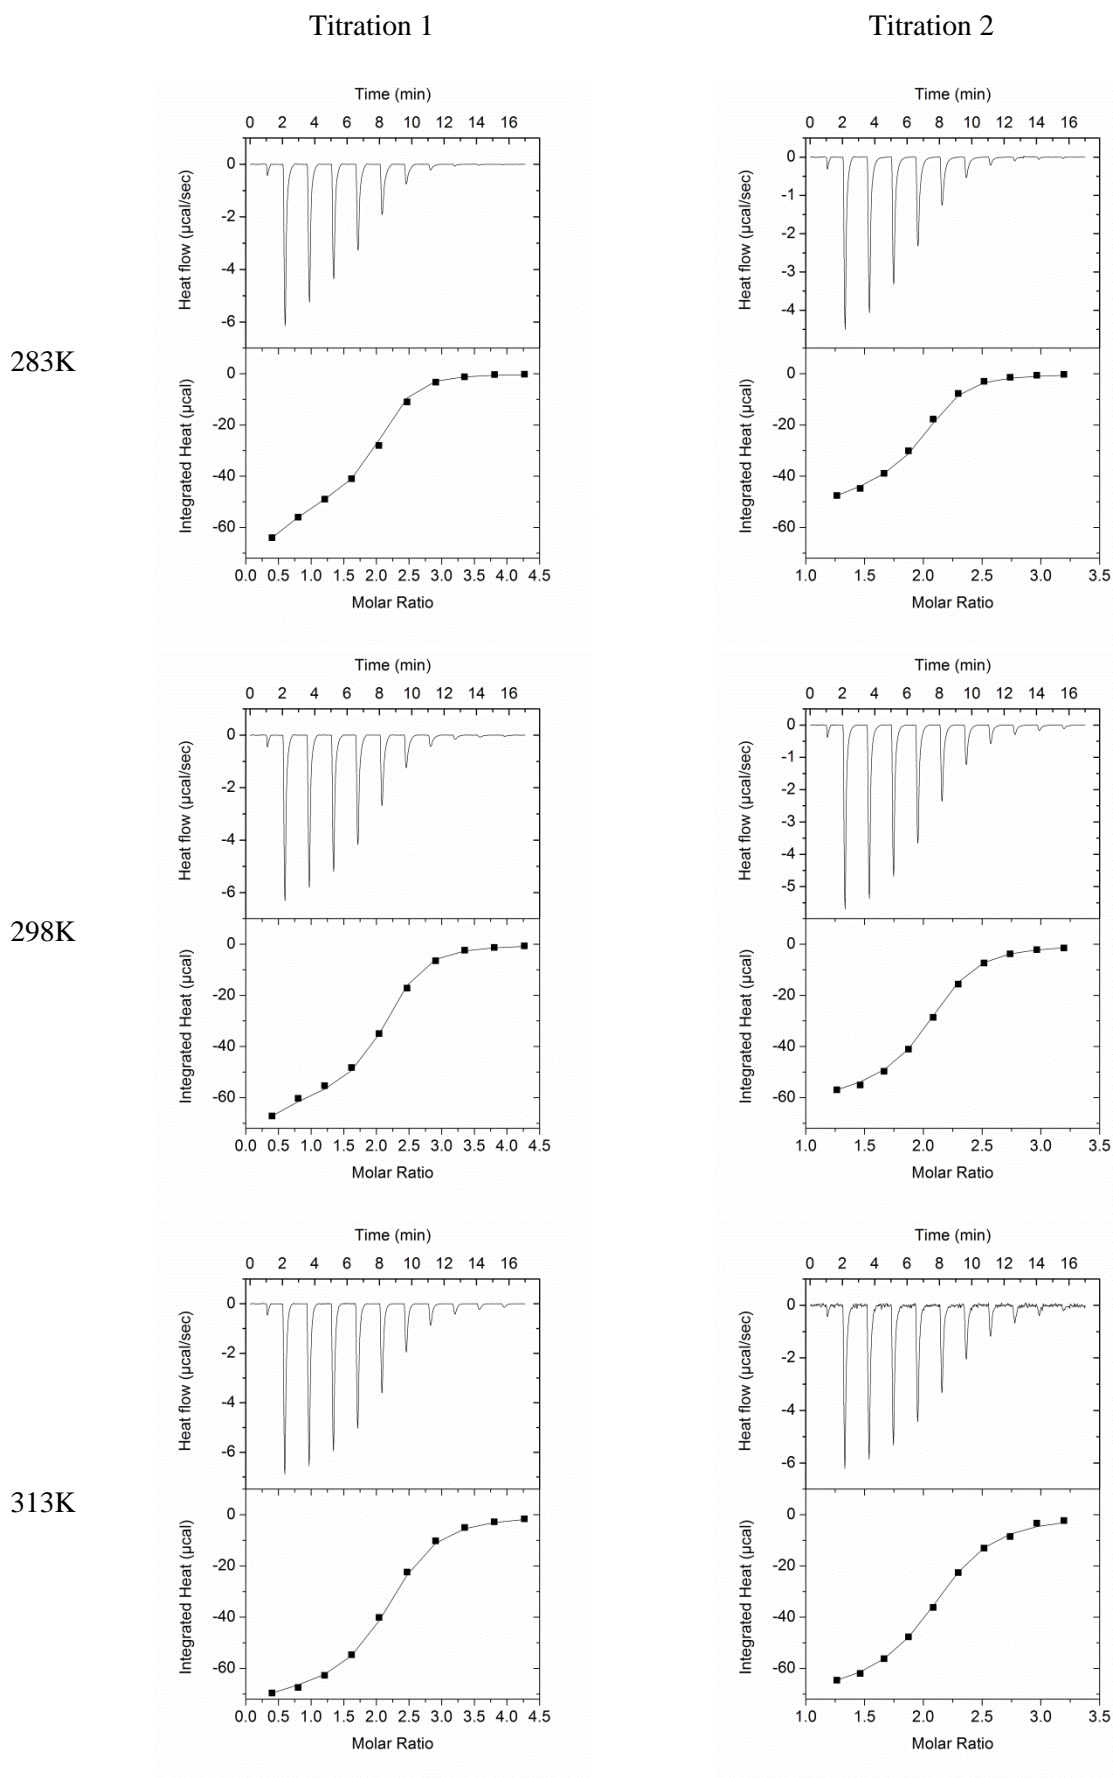 Titration 1 Titration 2
Time (min) Time (min)
0 2 4 6 8 10 12 14 16 0 2 4 6 8 10 12 14 16
Heat flow (µcal/sec) Heat flow (µcal/sec)
0 -2 -4 -6 0 -1 -2 -3 -4
283K
Integrated Heat (µcal) Integrated Heat (µcal)
0 -20 -40 -60 0 -20 -40 -60
0.0 0.5 1.0 1.5 2.0 2.5 3.0 3.5 4.0 4.5 1.0 1.5 2.0 2.5 3.0 3.5
Molar Ratio Molar Ratio
Time (min) Time (min)
0 2 4 6 8 10 12 14 16 0 2 4 6 8 10 12 14 16
Heat flow (µcal/sec) Heat flow (µcal/sec)
0 -2 -4 -6 0 -1 -2 -3 -4 -5
298K
Integrated Heat (µcal) Integrated Heat (µcal)
0 -20 -40 -60 0 -20 -40 -60
0.0 0.5 1.0 1.5 2.0 2.5 3.0 3.5 4.0 4.5 1.0 1.5 2.0 2.5 3.0 3.5
Molar Ratio Molar Ratio
Time (min) Time (min)
0 2 4 6 8 10 12 14 16 0 2 4 6 8 10 12 14 16
Heat flow (µcal/sec) Heat flow (µcal/sec)
0 -2 -4 -6 0 -2 -4 -6
313K
Integrated Heat (µcal) Integrated Heat (µcal)
0 -20 -40 -60 0 -20 -40 -60
0.0 0.5 1.0 1.5 2.0 2.5 3.0 3.5 4.0 4.5 1.0 1.5 2.0 2.5 3.0 3.5
Molar Ratio Molar Ratio